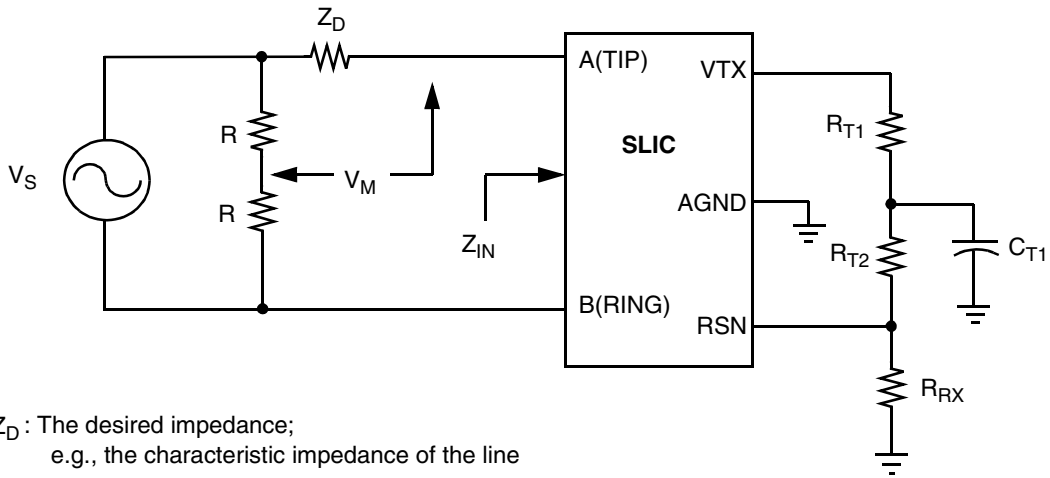 Z_D
A(TIP)
VTX
R
R_T1
SLIC
V_S
V_M
AGND
R
Z_IN
R_T2
C_T1
B(RING)
RSN
R_RX
Z_D : The desired impedance;
e.g., the characteristic impedance of the line